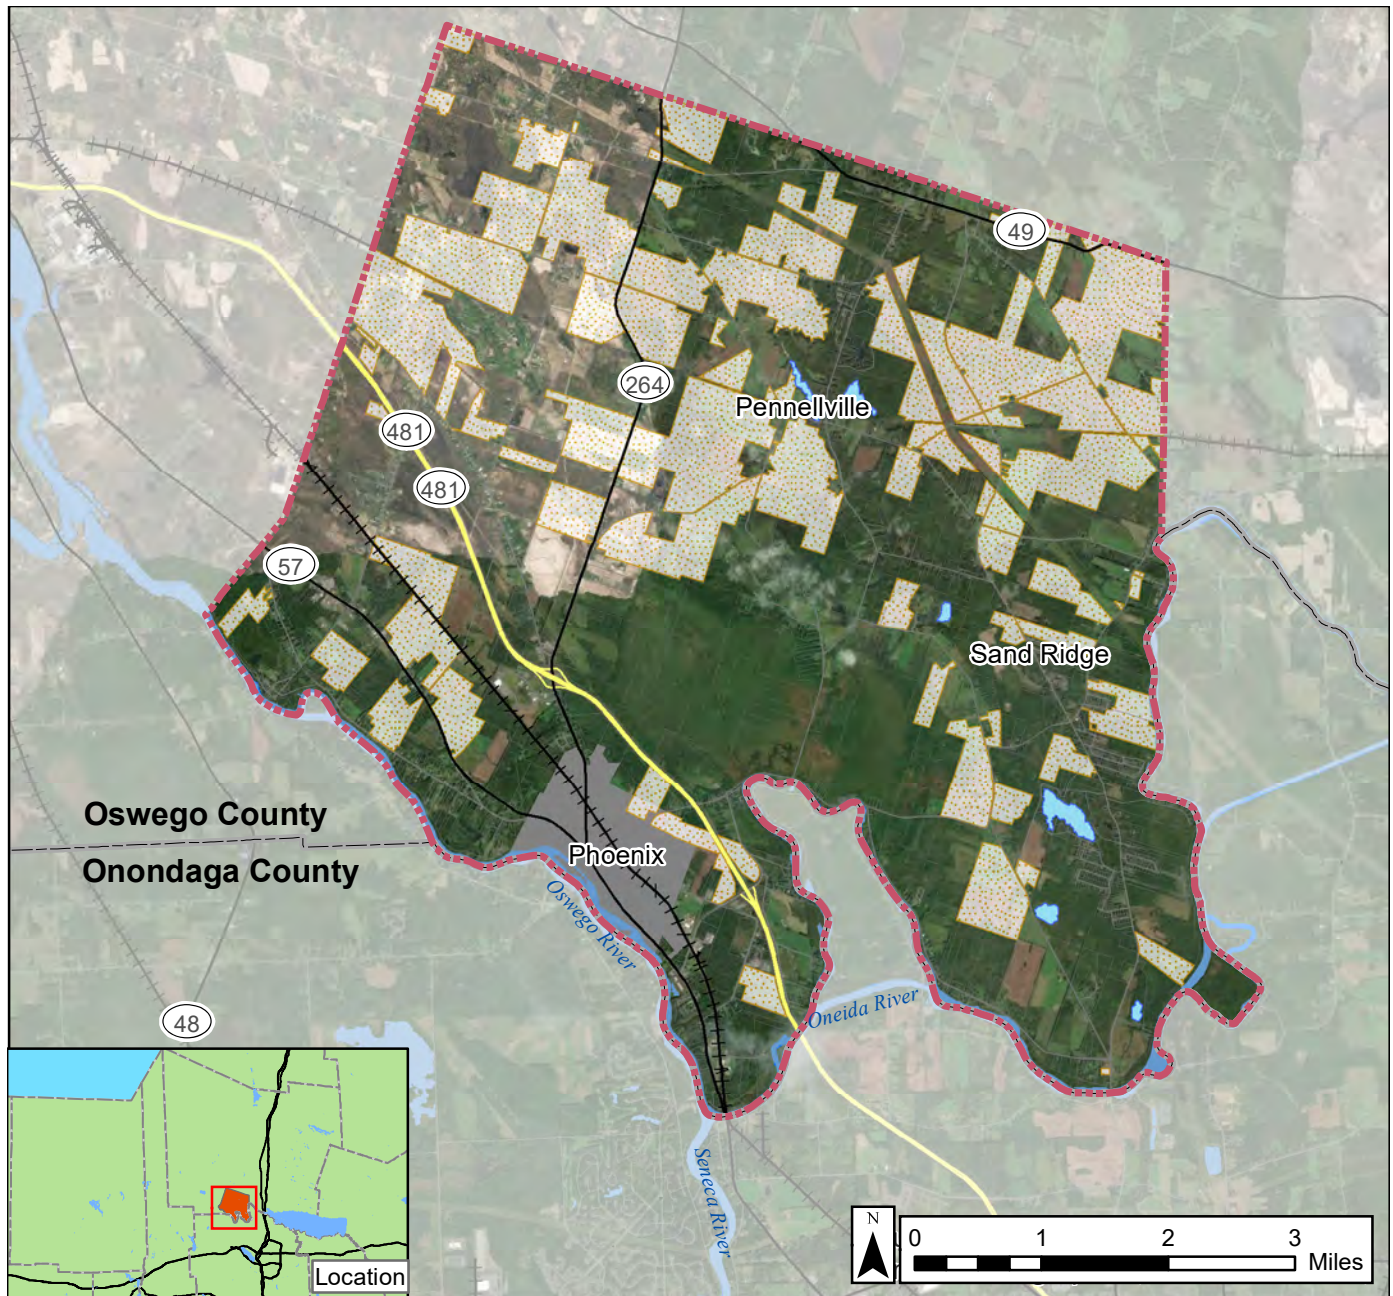 49
264
Pennellville
481
481
57
Sand Ridge
Oswego County
Onondaga County
Phoenix
Oswego River
Oneida River
48
Seneca River
Location
N
0 1 2 3
Miles